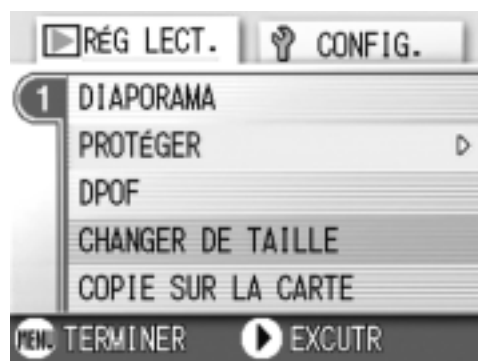 RÉG LECT. CONFIG.
1 DIAPORAMA
PROTÉGER
DPOF
CHANGER DE TAILLE
COPIE SUR LA CARTE
MENU TERMINER EXCUTR